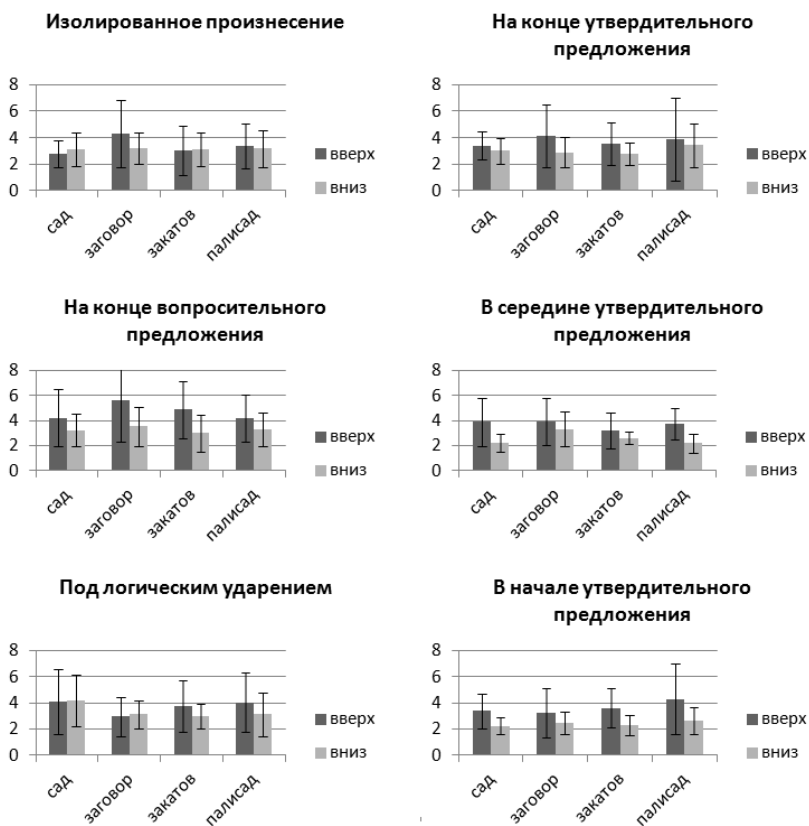 Изолированное произнесение
8
6
4
2
0
сад
заговор
закатов
палисад
вверх
вниз
На конце утвердительного
предложения
8
6
4
2
0
сад
заговор
закатов
палисад
вверх
вниз
На конце вопросительного
предложения
8
6
4
2
0
сад
заговор
закатов
палисад
вверх
вниз
В середине утвердительного
предложения
8
6
4
2
0
сад
заговор
закатов
палисад
вверх
вниз
Под логическим ударением
8
6
4
2
0
сад
заговор
закатов
палисад
вверх
вниз
В начале утвердительного
предложения
8
6
4
2
0
сад
заговор
закатов
палисад
вверх
вниз